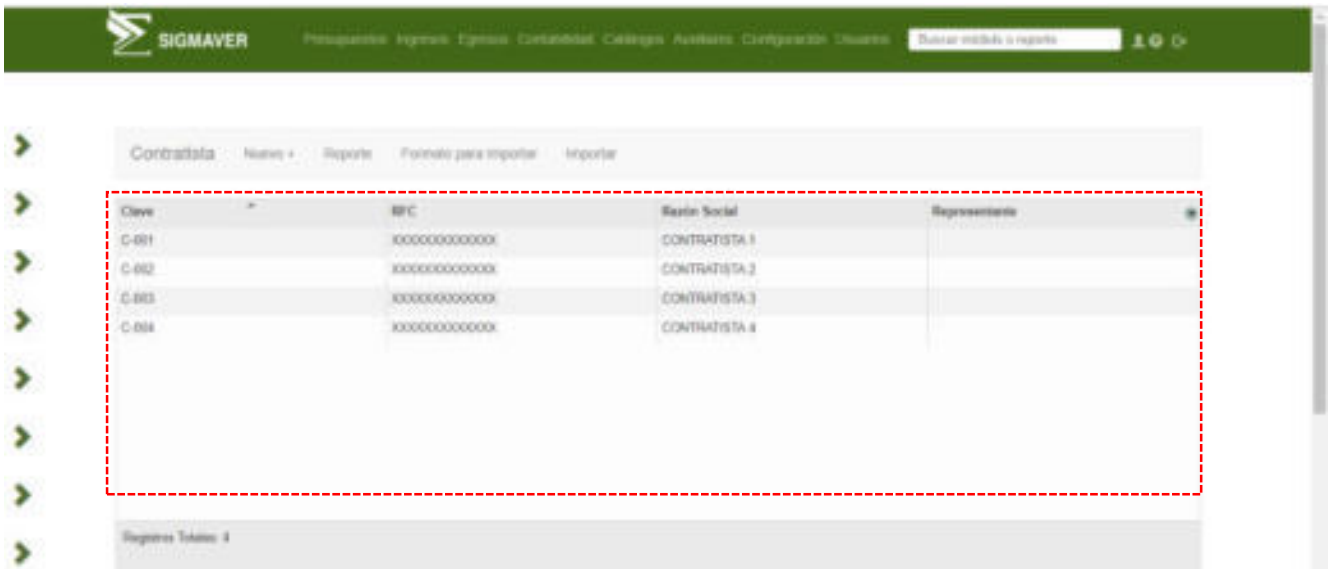 SIGMAVER Presupuestos Ingresos Egresos Contabilidad Catálogos Auxiliares Configuración Usuarios Buscar módulo o reporte
Contratista Nuevo + Reporte Formato para importar Importar
Clave RFC Razón Social Representante
C-001 XXXXXXXXXXXXX CONTRATISTA 1
C-002 XXXXXXXXXXXXX CONTRATISTA 2
C-003 XXXXXXXXXXXXX CONTRATISTA 3
C-004 XXXXXXXXXXXXX CONTRATISTA 4
Registros Totales: 4